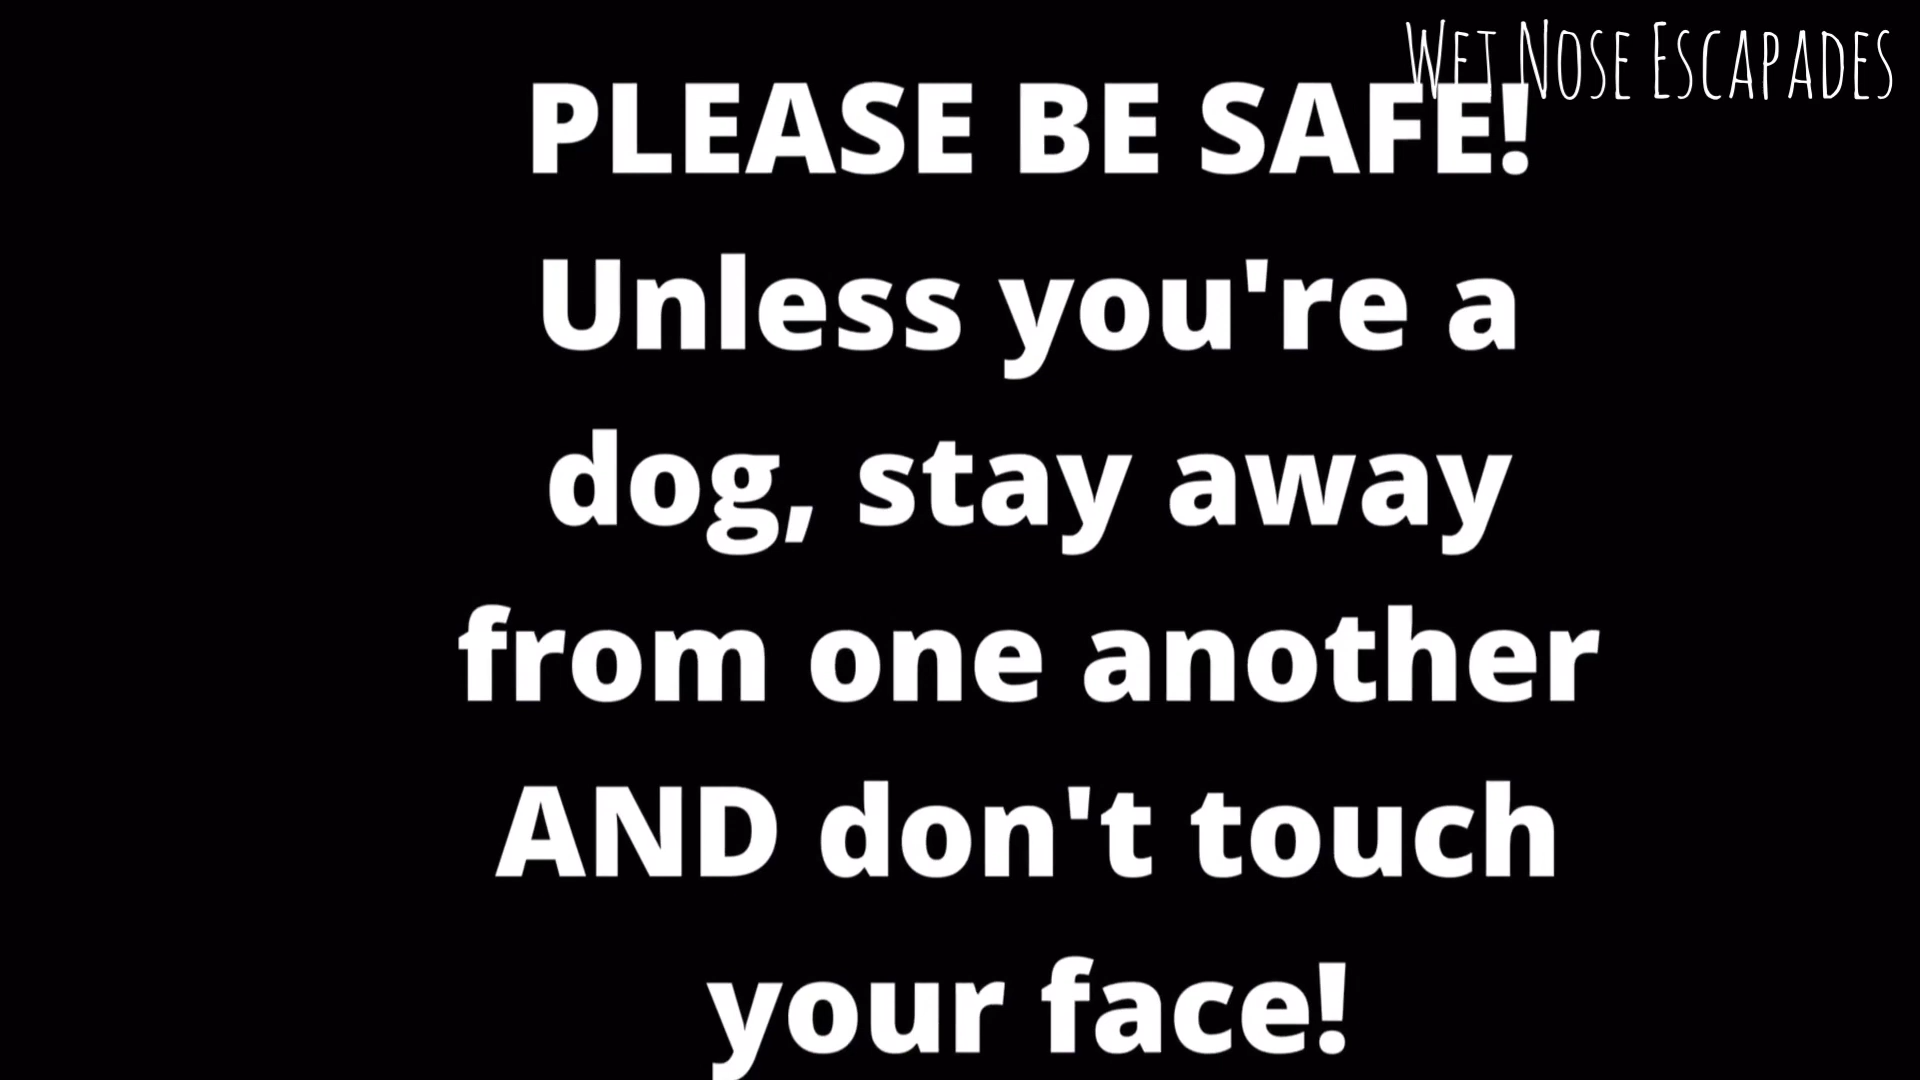 Wet Nose Escapades
PLEASE BE SAFE!
Unless you're a
dog, stay away
from one another
AND don't touch
your face!